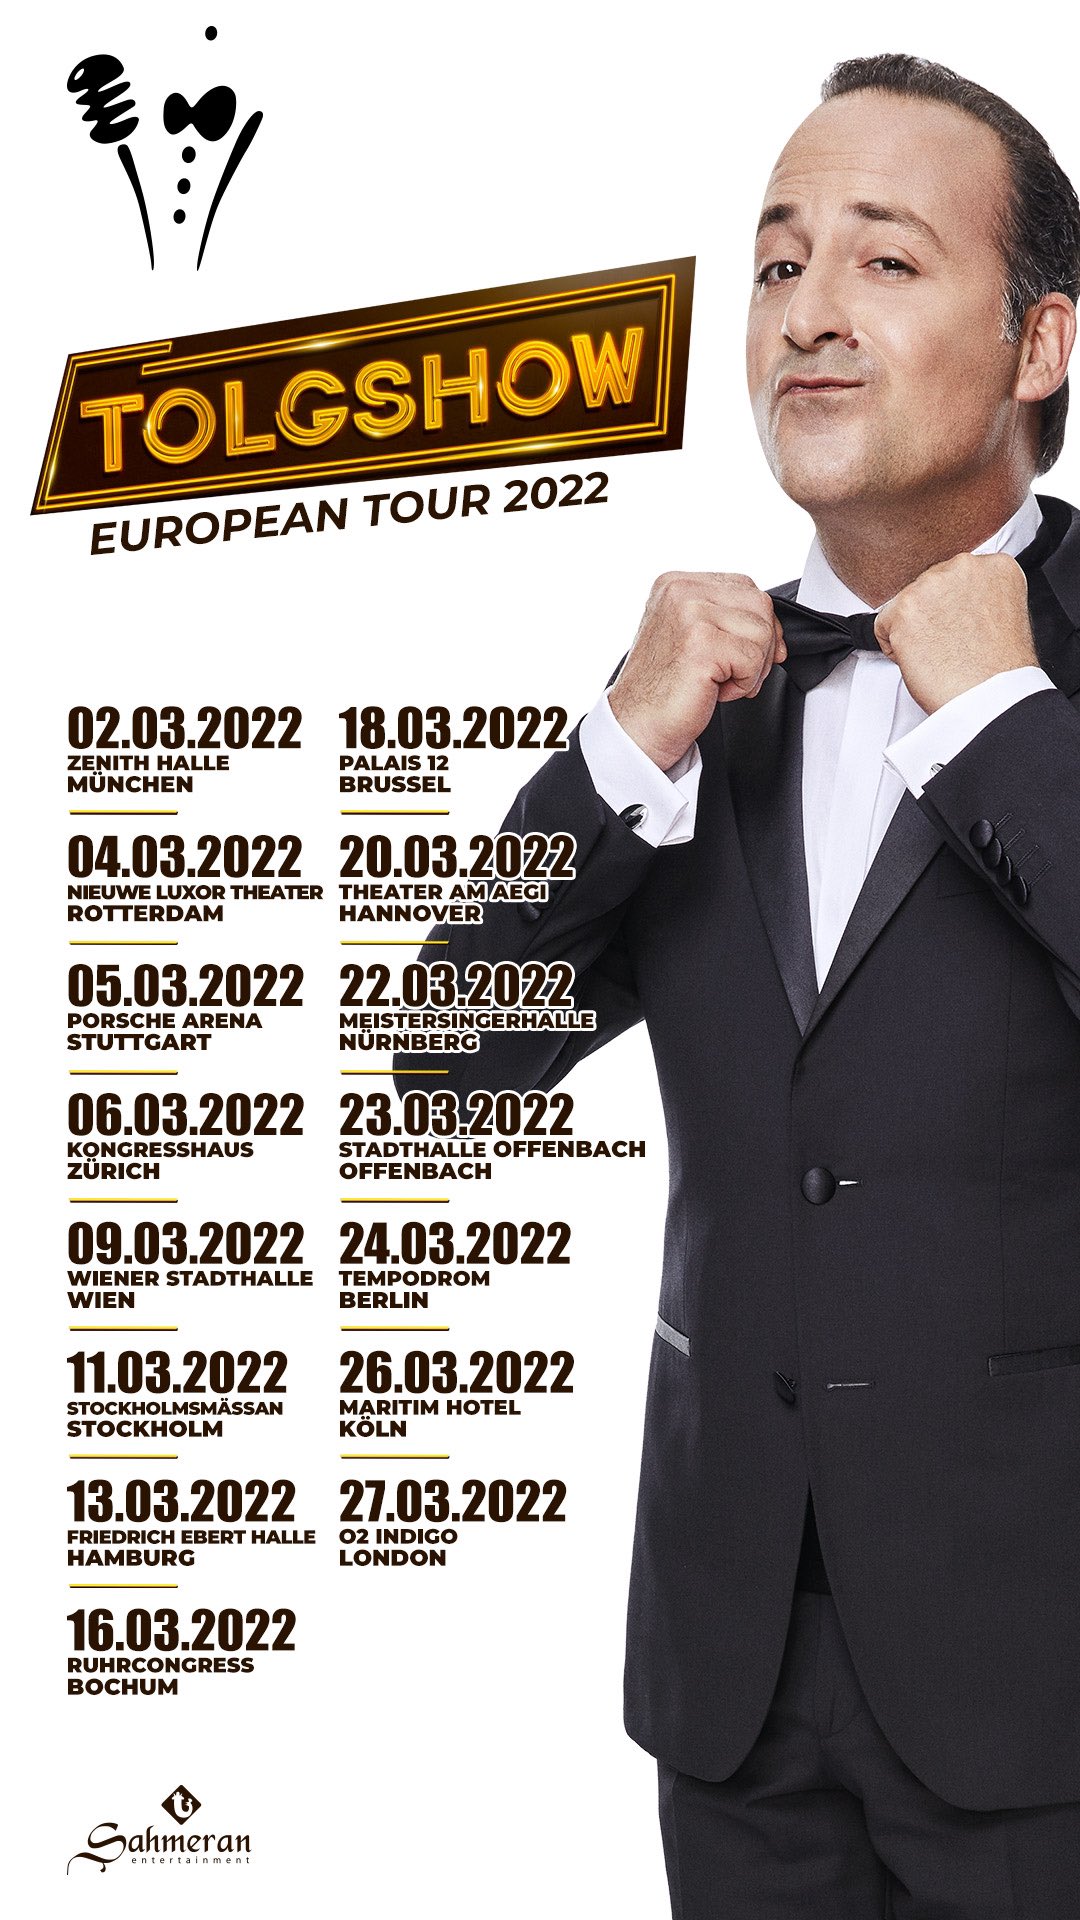 TOLGSHOW
EUROPEAN TOUR 2022
02.03.2022
ZENITH HALLE
MÜNCHEN
04.03.2022
NIEUWE LUXOR THEATER
ROTTERDAM
05.03.2022
PORSCHE ARENA
STUTTGART
06.03.2022
KONGRESSHAUS
ZÜRICH
09.03.2022
WIENER STADTHALLE
WIEN
11.03.2022
STOCKHOLMSMÄSSAN
STOCKHOLM
13.03.2022
FRIEDRICH EBERT HALLE
HAMBURG
16.03.2022
RUHRCONGRESS
BOCHUM
18.03.2022
PALAIS 12
BRUSSEL
20.03.2022
THEATER AM AEGI
HANNOVER
22.03.2022
MEISTERSINGERHALLE
NÜRNBERG
23.03.2022
STADTHALLE OFFENBACH
OFFENBACH
24.03.2022
TEMPODROM
BERLIN
26.03.2022
MARITIM HOTEL
KÖLN
27.03.2022
O2 INDIGO
LONDON
Sahmeran
entertainment